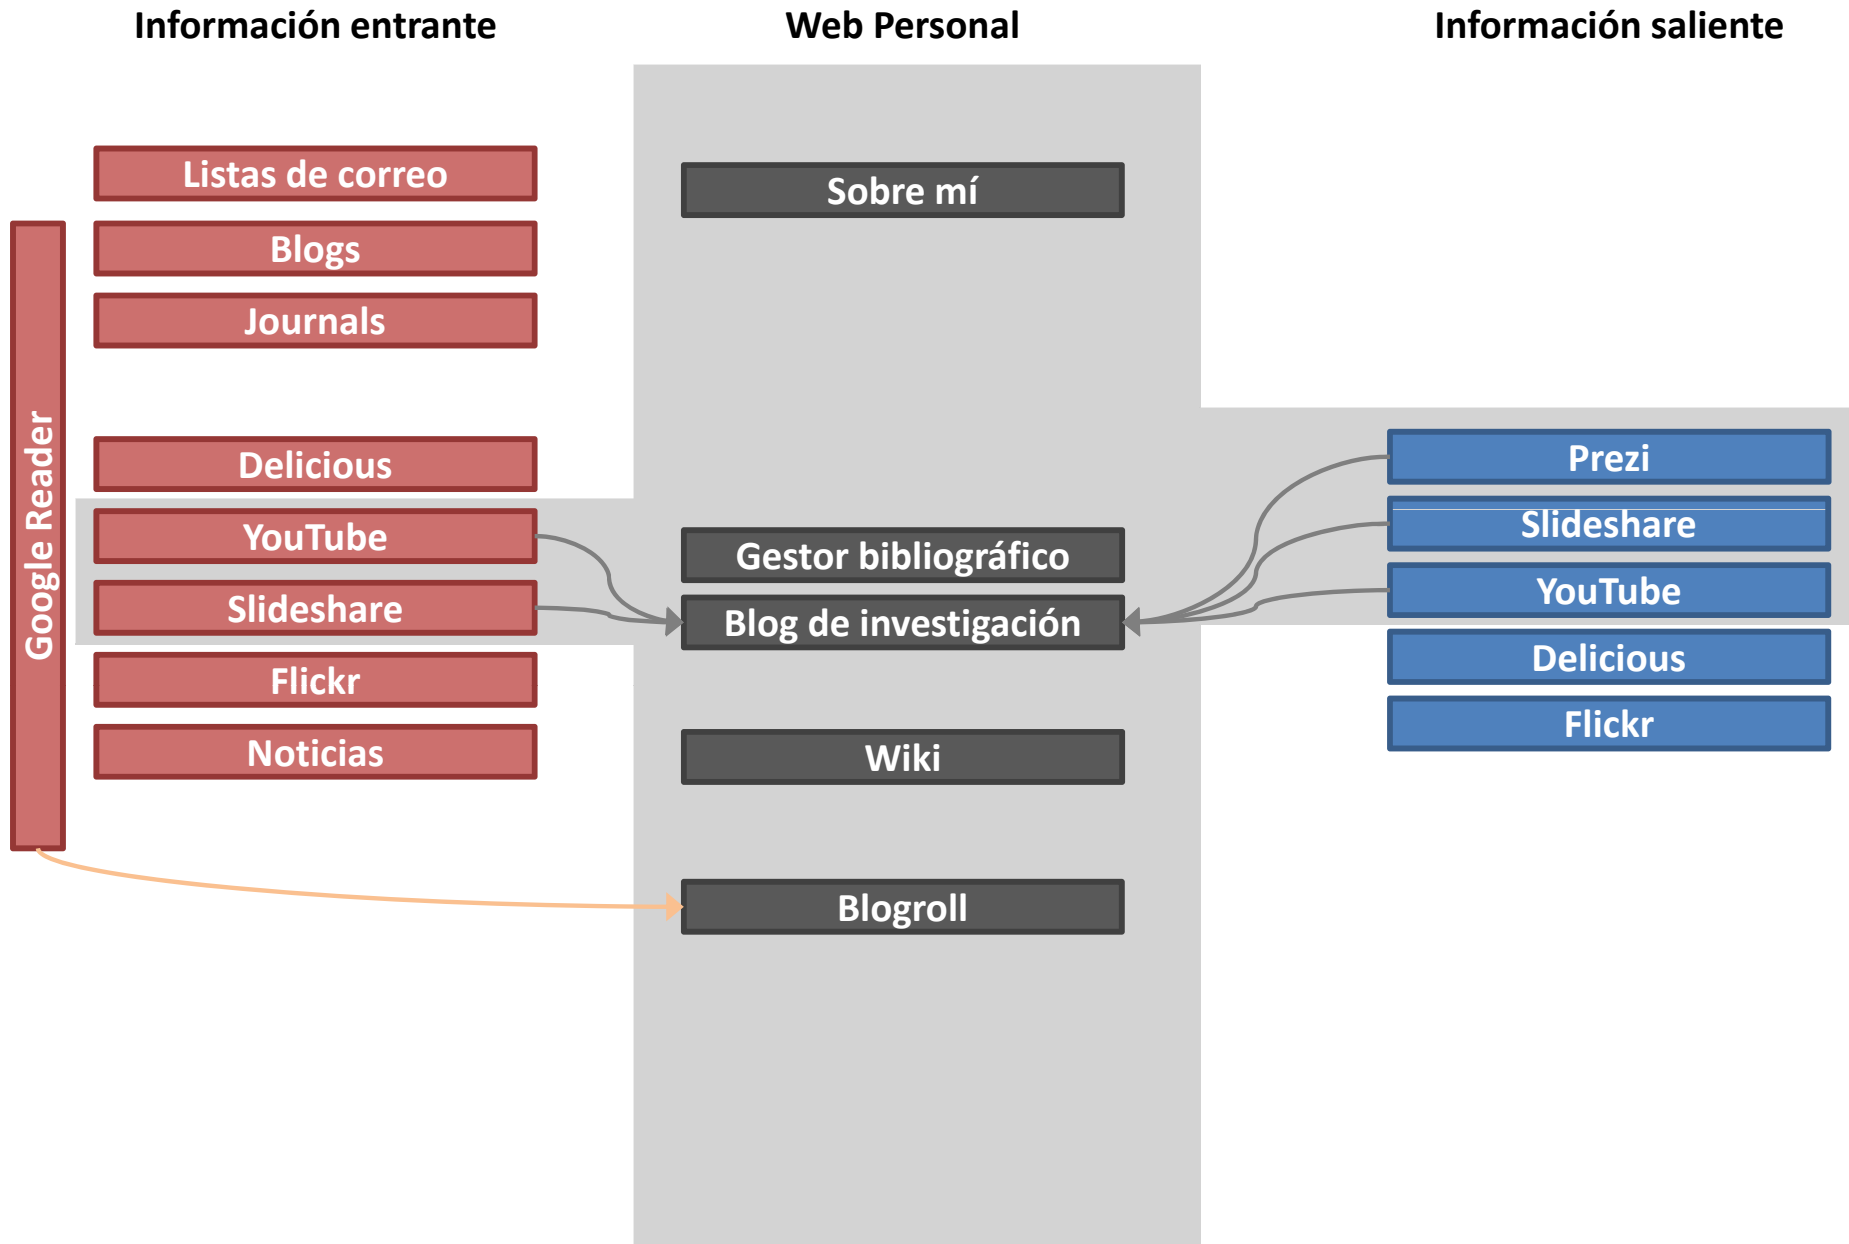 Información entrante
Web Personal
Información saliente
Google Reader
Listas de correo
Blogs
Journals
Delicious
YouTube
Slideshare
Flickr
Noticias
Sobre mí
Gestor bibliográfico
Blog de investigación
Wiki
Blogroll
Prezi
Slideshare
YouTube
Delicious
Flickr